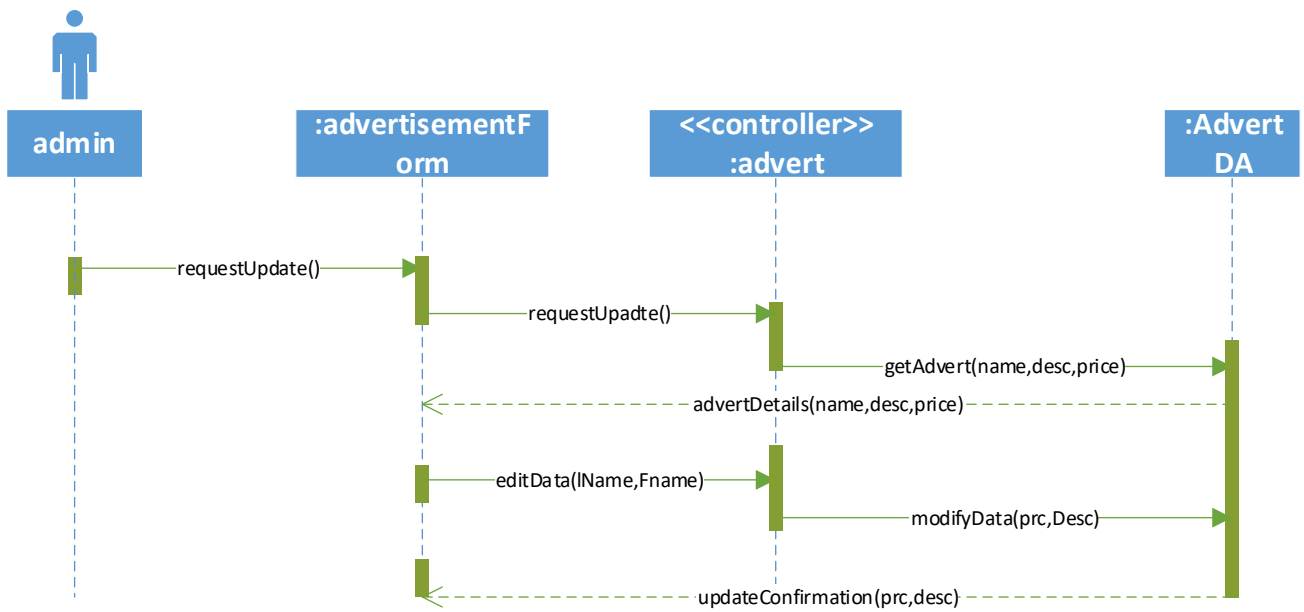 admin
:advertisementF
orm
<<controller>>
:advert
:Advert
DA
requestUpdate()
requestUpadte()
getAdvert(name,desc,price)
advertDetails(name,desc,price)
editData(lName,Fname)
modifyData(prc,Desc)
updateConfirmation(prc,desc)